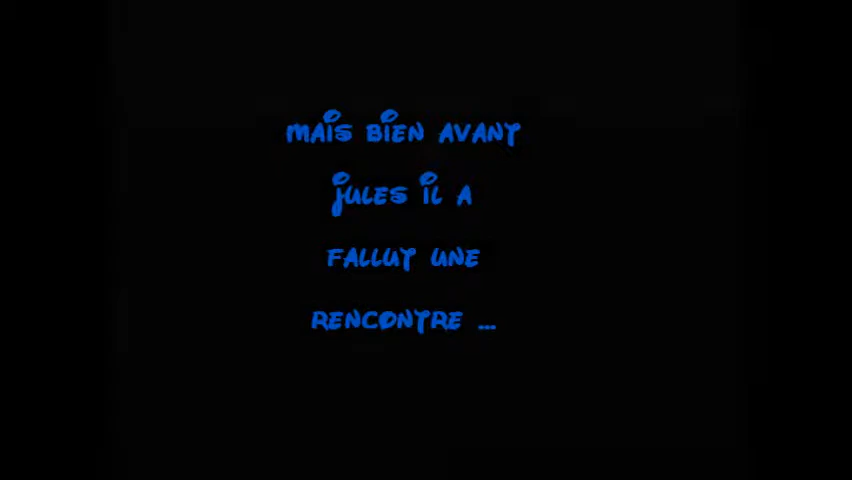 mais bien avant
jules il a
fallut une
rencontre ...